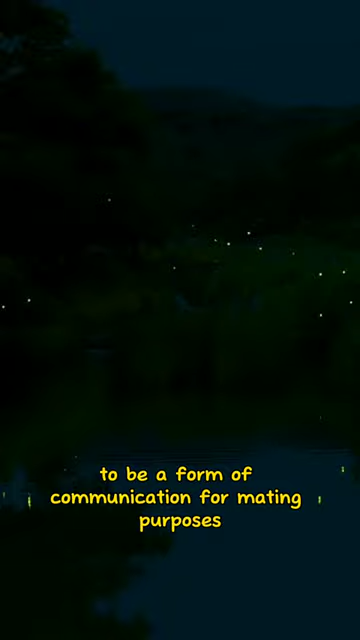 to be a form of
communication for mating
purposes